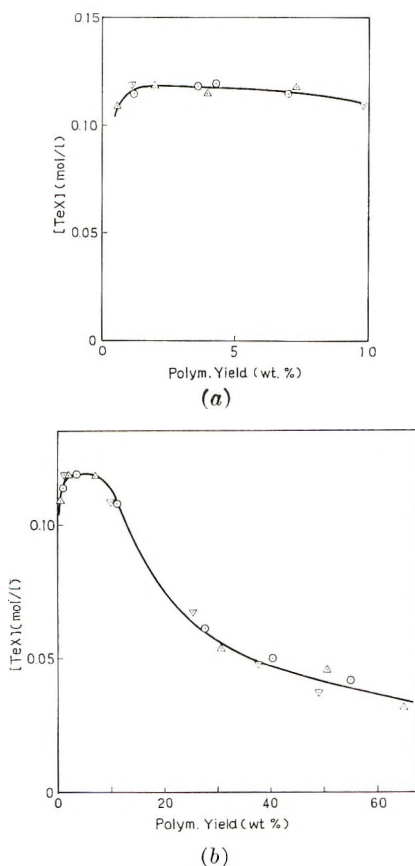 0.15
0.10
0.05
0
[TeX](mol/l)
0
5
10
Polym. Yield (wt. %)
(a)
0.10
0.05
0
[TeX](mol/l)
0
20
40
60
Polym. Yield (wt %)
(b)